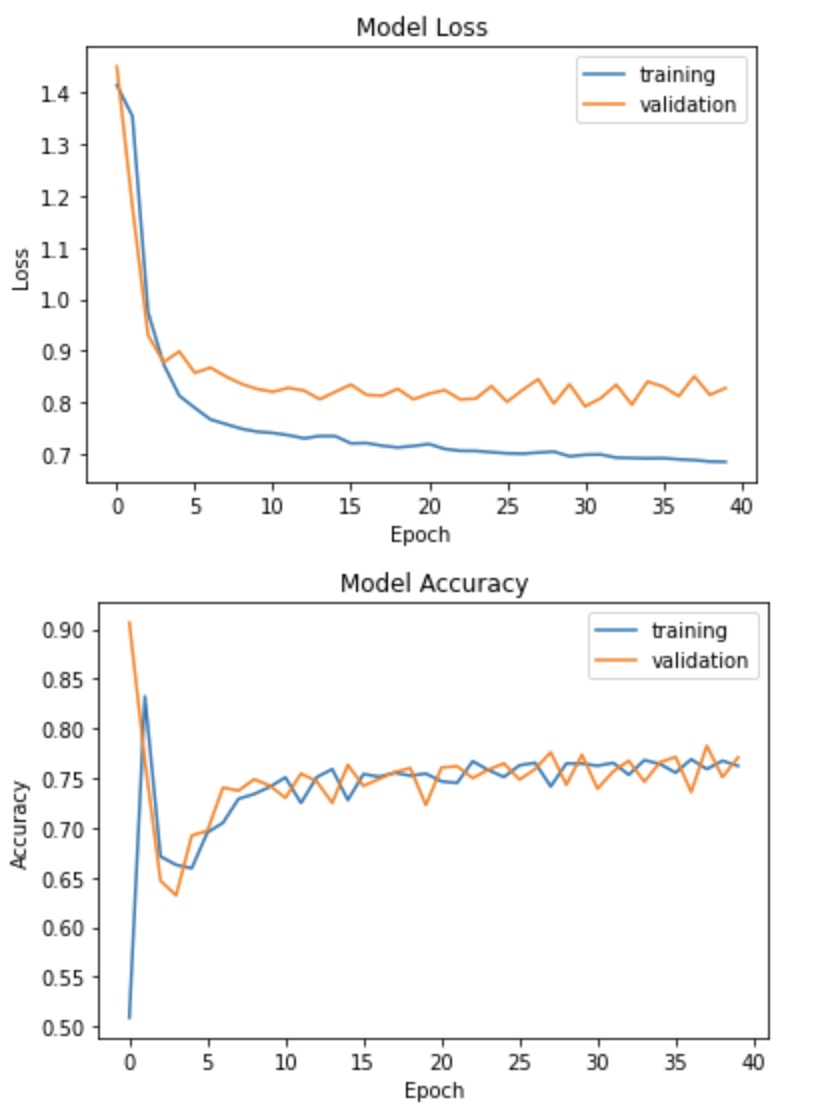 Model Loss
training
validation
1.4
1.3
1.2
1.1
1.0
0.9
0.8
0.7
Loss
0 5 10 15 20 25 30 35 40
Epoch
Model Accuracy
training
validation
0.90
0.85
0.80
0.75
0.70
0.65
0.60
0.55
0.50
Accuracy
0 5 10 15 20 25 30 35 40
Epoch